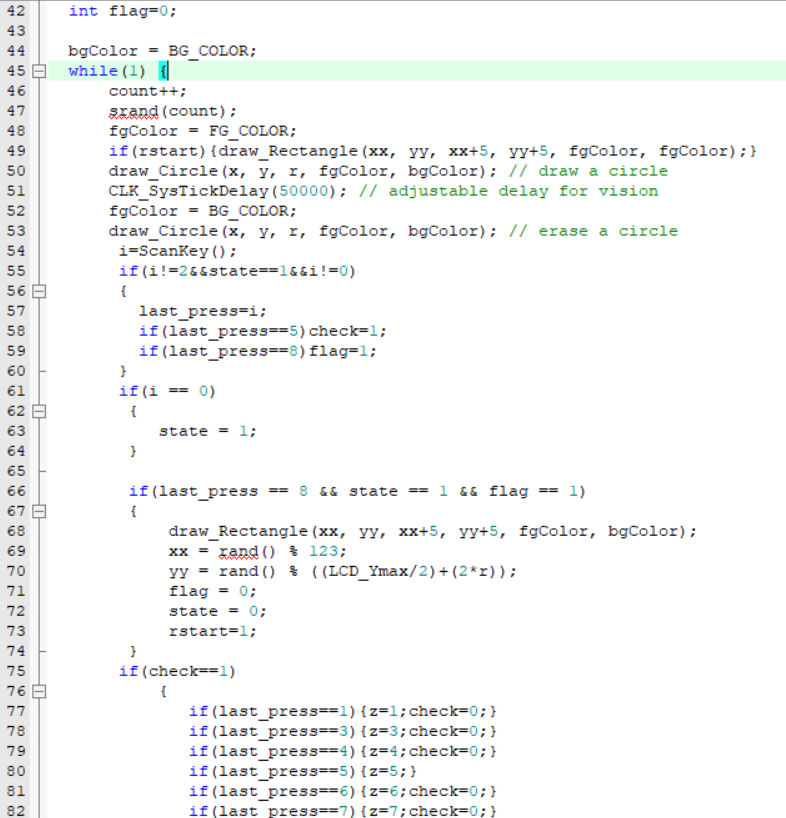 42 int flag=0;
43
44 bgColor = BG_COLOR;
45 while(1) {
46 count++;
47 srand(count);
48 fgColor = FG_COLOR;
49 if(rstart){draw_Rectangle(xx, yy, xx+5, yy+5, fgColor, fgColor);}
50 draw_Circle(x, y, r, fgColor, bgColor); // draw a circle
51 CLK_SysTickDelay(50000); // adjustable delay for vision
52 fgColor = BG_COLOR;
53 draw_Circle(x, y, r, fgColor, bgColor); // erase a circle
54 i=ScanKey();
55 if(i!=2&&state==1&&i!=0)
56 {
57 last_press=i;
58 if(last_press==5)check=1;
59 if(last_press==8)flag=1;
60 }
61 if(i == 0)
62 {
63 state = 1;
64 }
65
66 if(last_press == 8 && state == 1 && flag == 1)
67 {
68 draw_Rectangle(xx, yy, xx+5, yy+5, fgColor, bgColor);
69 xx = rand() % 123;
70 yy = rand() % ((LCD_Ymax/2)+(2*r));
71 flag = 0;
72 state = 0;
73 rstart=1;
74 }
75 if(check==1)
76 {
77 if(last_press==1){z=1;check=0;}
78 if(last_press==3){z=3;check=0;}
79 if(last_press==4){z=4;check=0;}
80 if(last_press==5){z=5;}
81 if(last_press==6){z=6;check=0;}
82 if(last_press==7){z=7;check=0;}